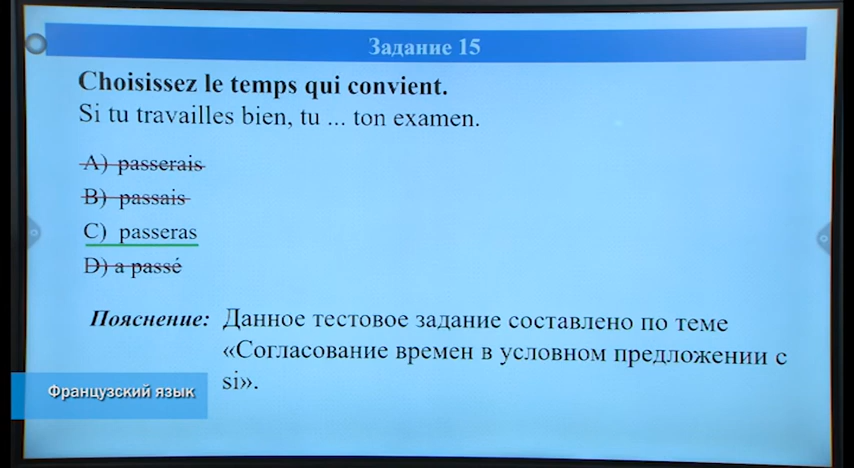 Задание 15
Choisissez le temps qui convient.
Si tu travailles bien, tu ... ton examen.
A) passerais
B) passais
C) passeras
D) a passé
Пояснение: Данное тестовое задание составлено по теме
«Согласование времен в условном предложении с
si».
Французский язык